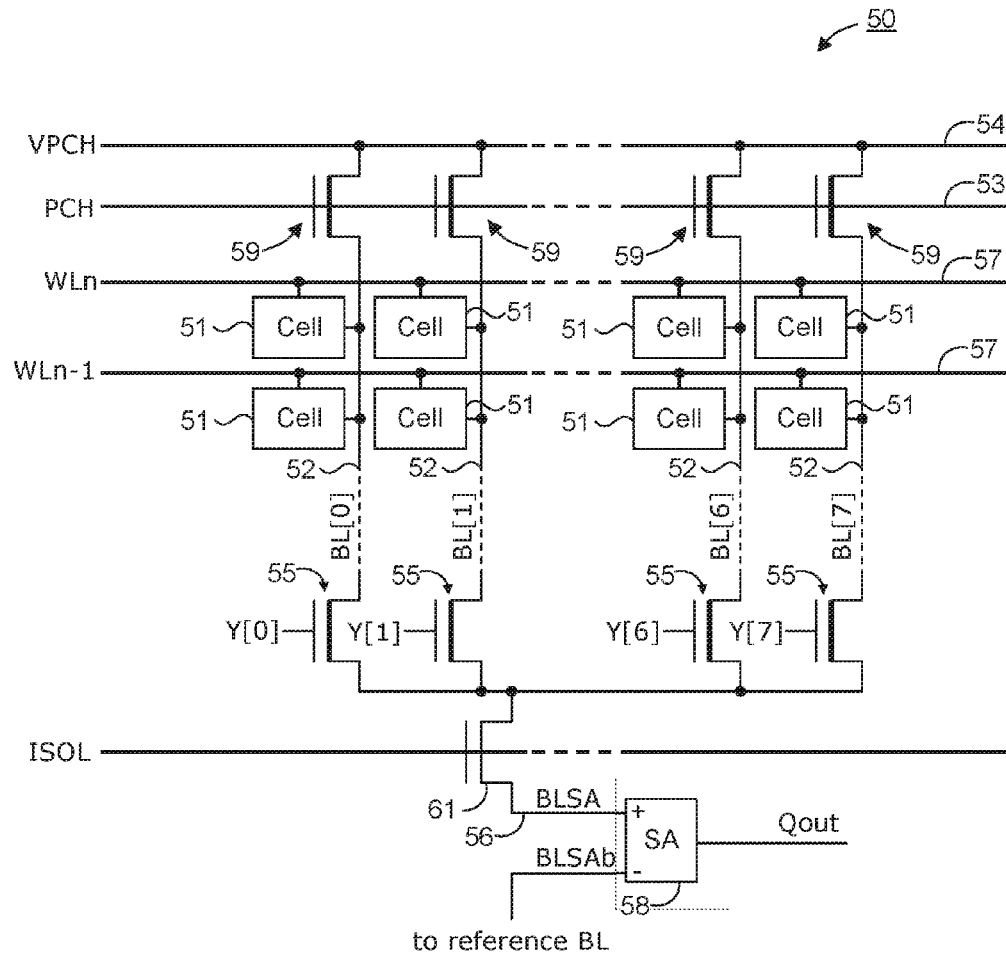 50
VPCH
54
PCH
53
59 59 59 59
WLn
57
51 Cell 51 Cell 51 Cell 51 Cell
WLn-1
57
51 Cell 51 Cell 51 Cell 51 Cell
52 52 52 52
BL[0] BL[1] BL[6] BL[7]
55 55 55 55
Y[0] Y[1] Y[6] Y[7]
ISOL
61
BLSA
56
+
SA
Qout
BLSAb
-
58
to reference BL